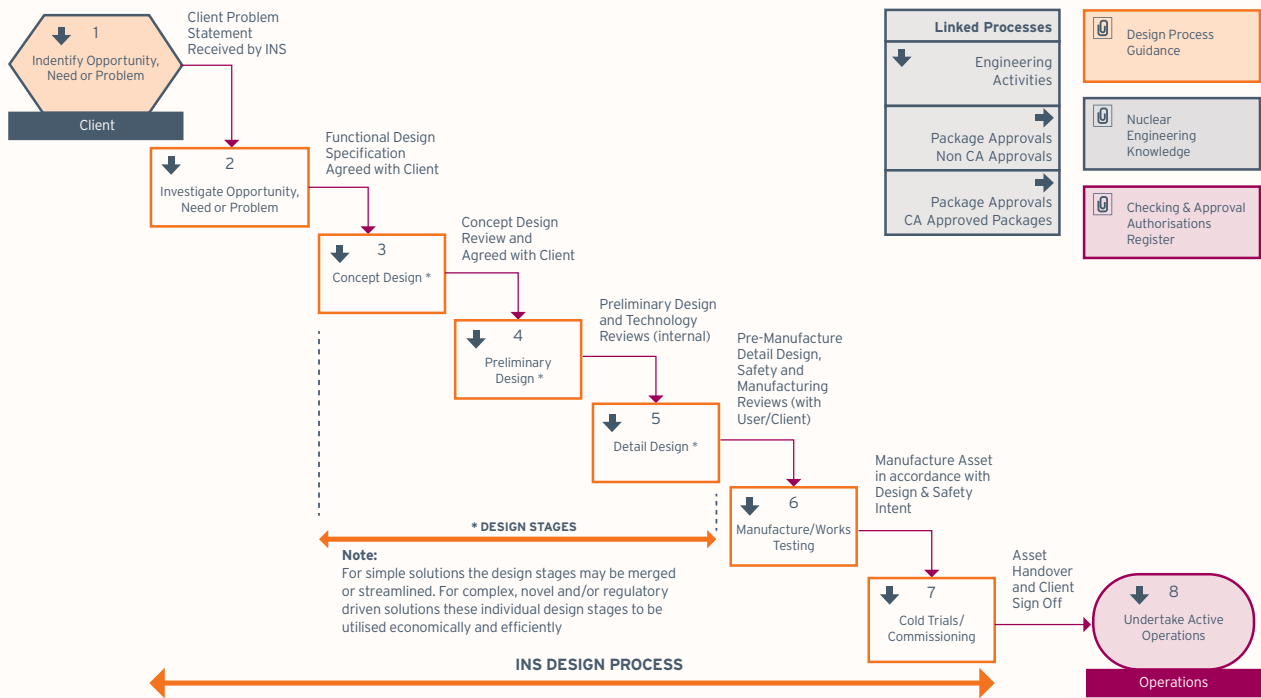 1
Indentify Opportunity,
Need or Problem
Client
Client Problem
Statement
Received by INS
2
Investigate Opportunity,
Need or Problem
Functional Design
Specification
Agreed with Client
3
Concept Design *
Concept Design
Review and
Agreed with Client
4
Preliminary
Design *
Preliminary Design
and Technology
Reviews (internal)
5
Detail Design *
Pre-Manufacture
Detail Design,
Safety and
Manufacturing
Reviews (with
User/Client)
6
Manufacture/Works
Testing
Manufacture Asset
in accordance with
Design & Safety
Intent
7
Cold Trials/
Commissioning
Asset
Handover
and Client
Sign Off
8
Undertake Active
Operations
Operations
Linked Processes
Engineering
Activities
Package Approvals
Non CA Approvals
Package Approvals
CA Approved Packages
Design Process
Guidance
Nuclear
Engineering
Knowledge
Checking & Approval
Authorisations
Register
* DESIGN STAGES
Note:
For simple solutions the design stages may be merged
or streamlined. For complex, novel and/or regulatory
driven solutions these individual design stages to be
utilised economically and efficiently
INS DESIGN PROCESS